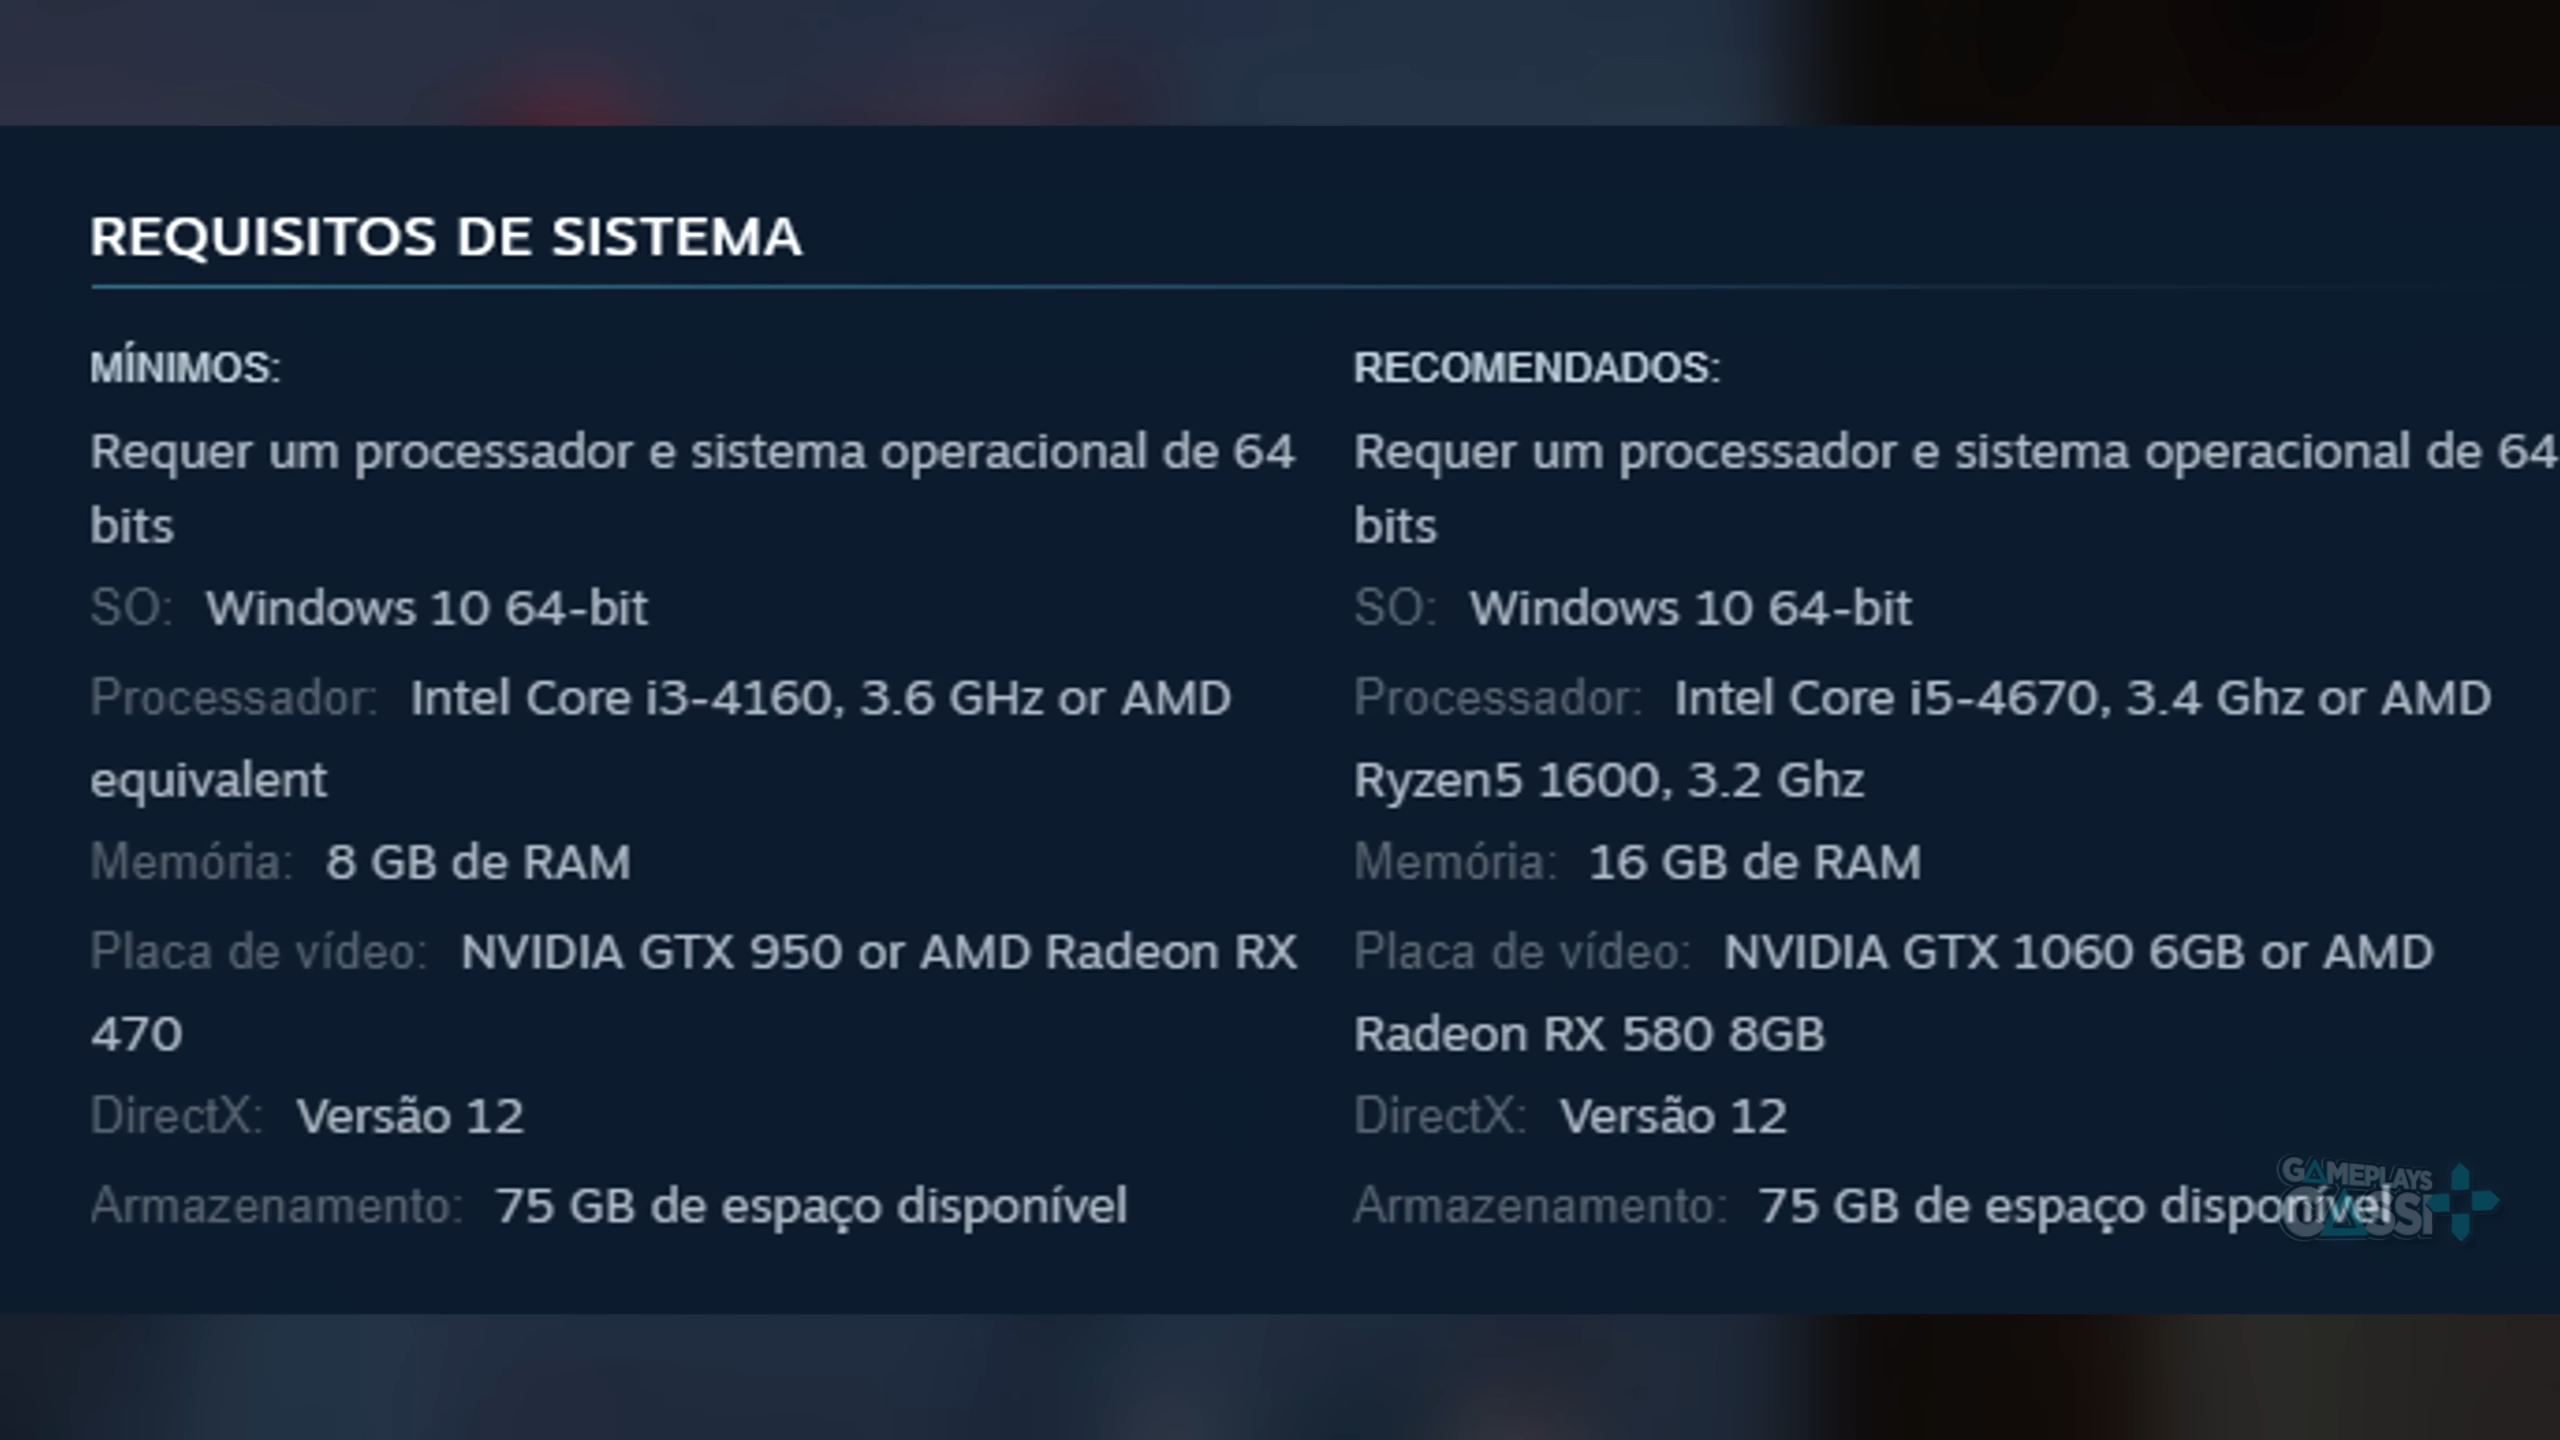 REQUISITOS DE SISTEMA
MÍNIMOS:
Requer um processador e sistema operacional de 64
bits
SO: Windows 10 64-bit
Processador: Intel Core i3-4160, 3.6 GHz or AMD
equivalent
Memória: 8 GB de RAM
Placa de vídeo: NVIDIA GTX 950 or AMD Radeon RX
470
DirectX: Versão 12
Armazenamento: 75 GB de espaço disponível
RECOMENDADOS:
Requer um processador e sistema operacional de 64
bits
SO: Windows 10 64-bit
Processador: Intel Core i5-4670, 3.4 Ghz or AMD
Ryzen5 1600, 3.2 Ghz
Memória: 16 GB de RAM
Placa de vídeo: NVIDIA GTX 1060 6GB or AMD
Radeon RX 580 8GB
DirectX: Versão 12
Armazenamento: 75 GB de espaço disponível
GAMEPLAYS
CASSI